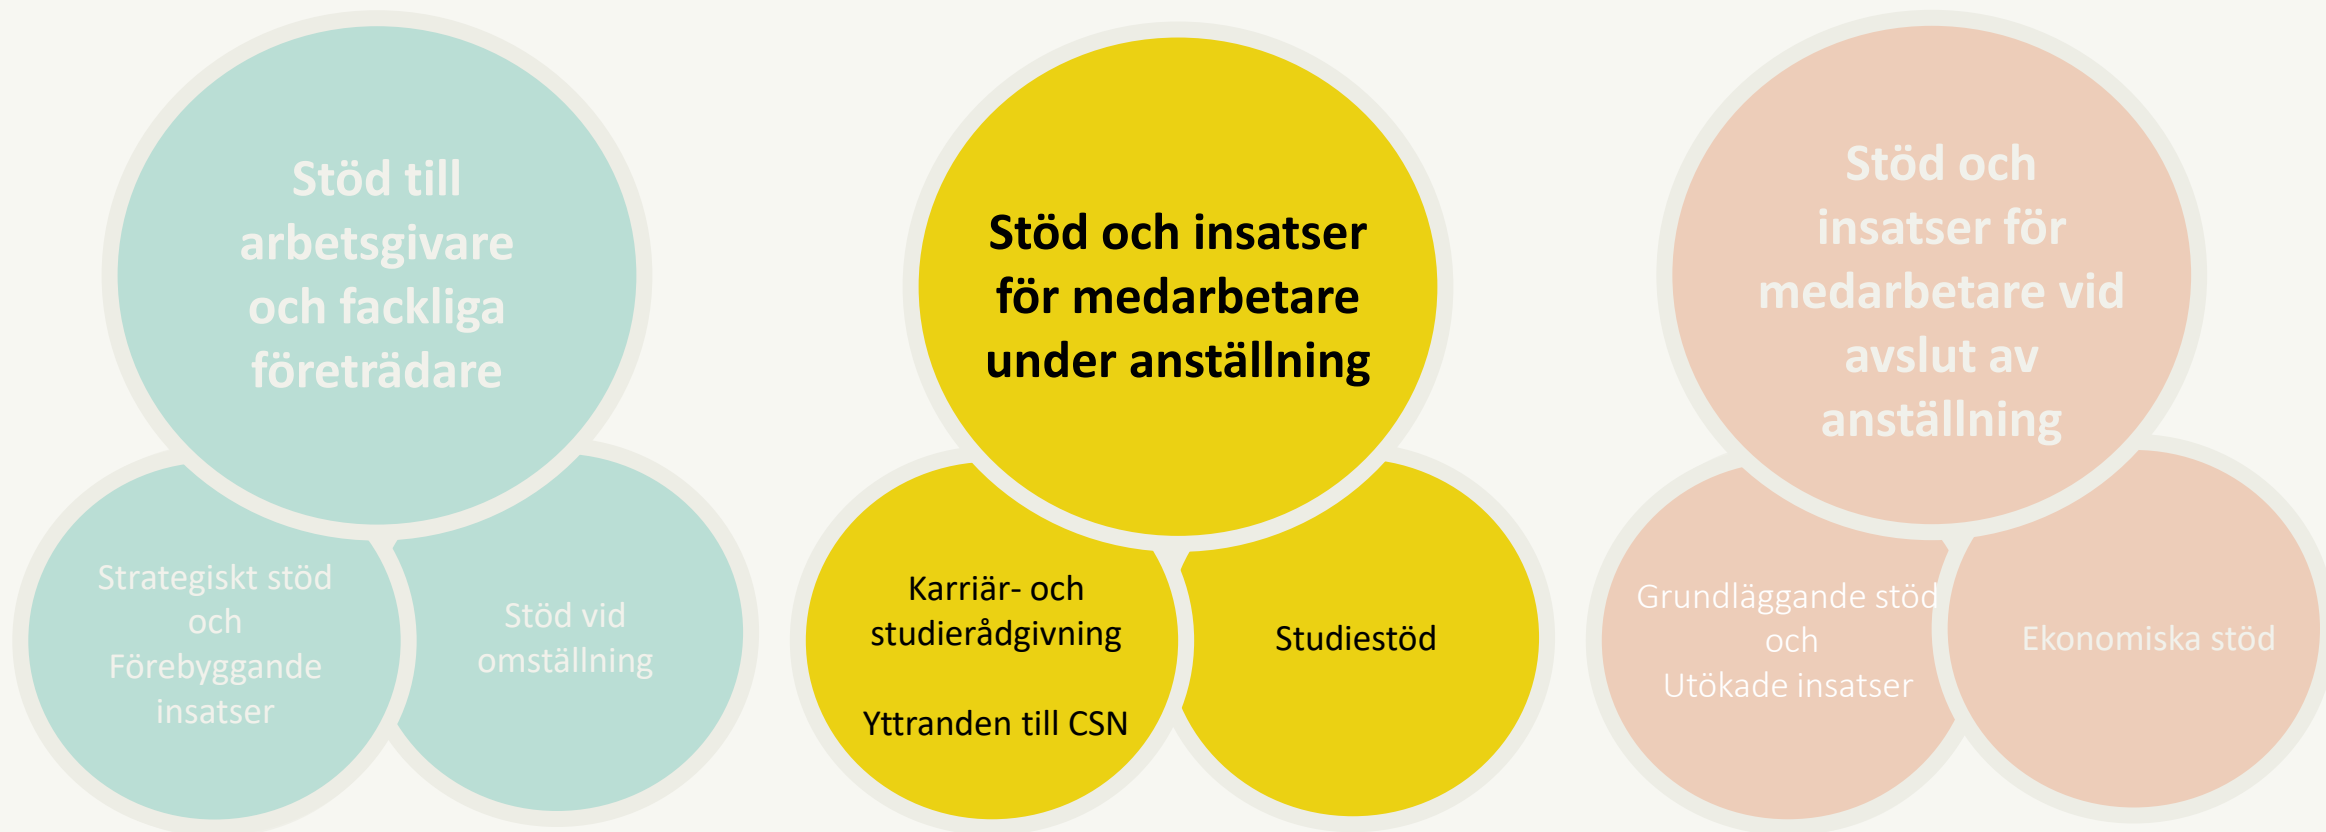 Stöd till
arbetsgivare
och fackliga
företrädare
Strategiskt stöd
och
Förebyggande
insatser
Stöd vid
omställning
Stöd och insatser
för medarbetare
under anställning
Karriär- och
studierådgivning
Yttranden till CSN
Studiestöd
Stöd och
insatser för
medarbetare vid
avslut av
anställning
Grundläggande stöd
och
Utökade insatser
Ekonomiska stöd